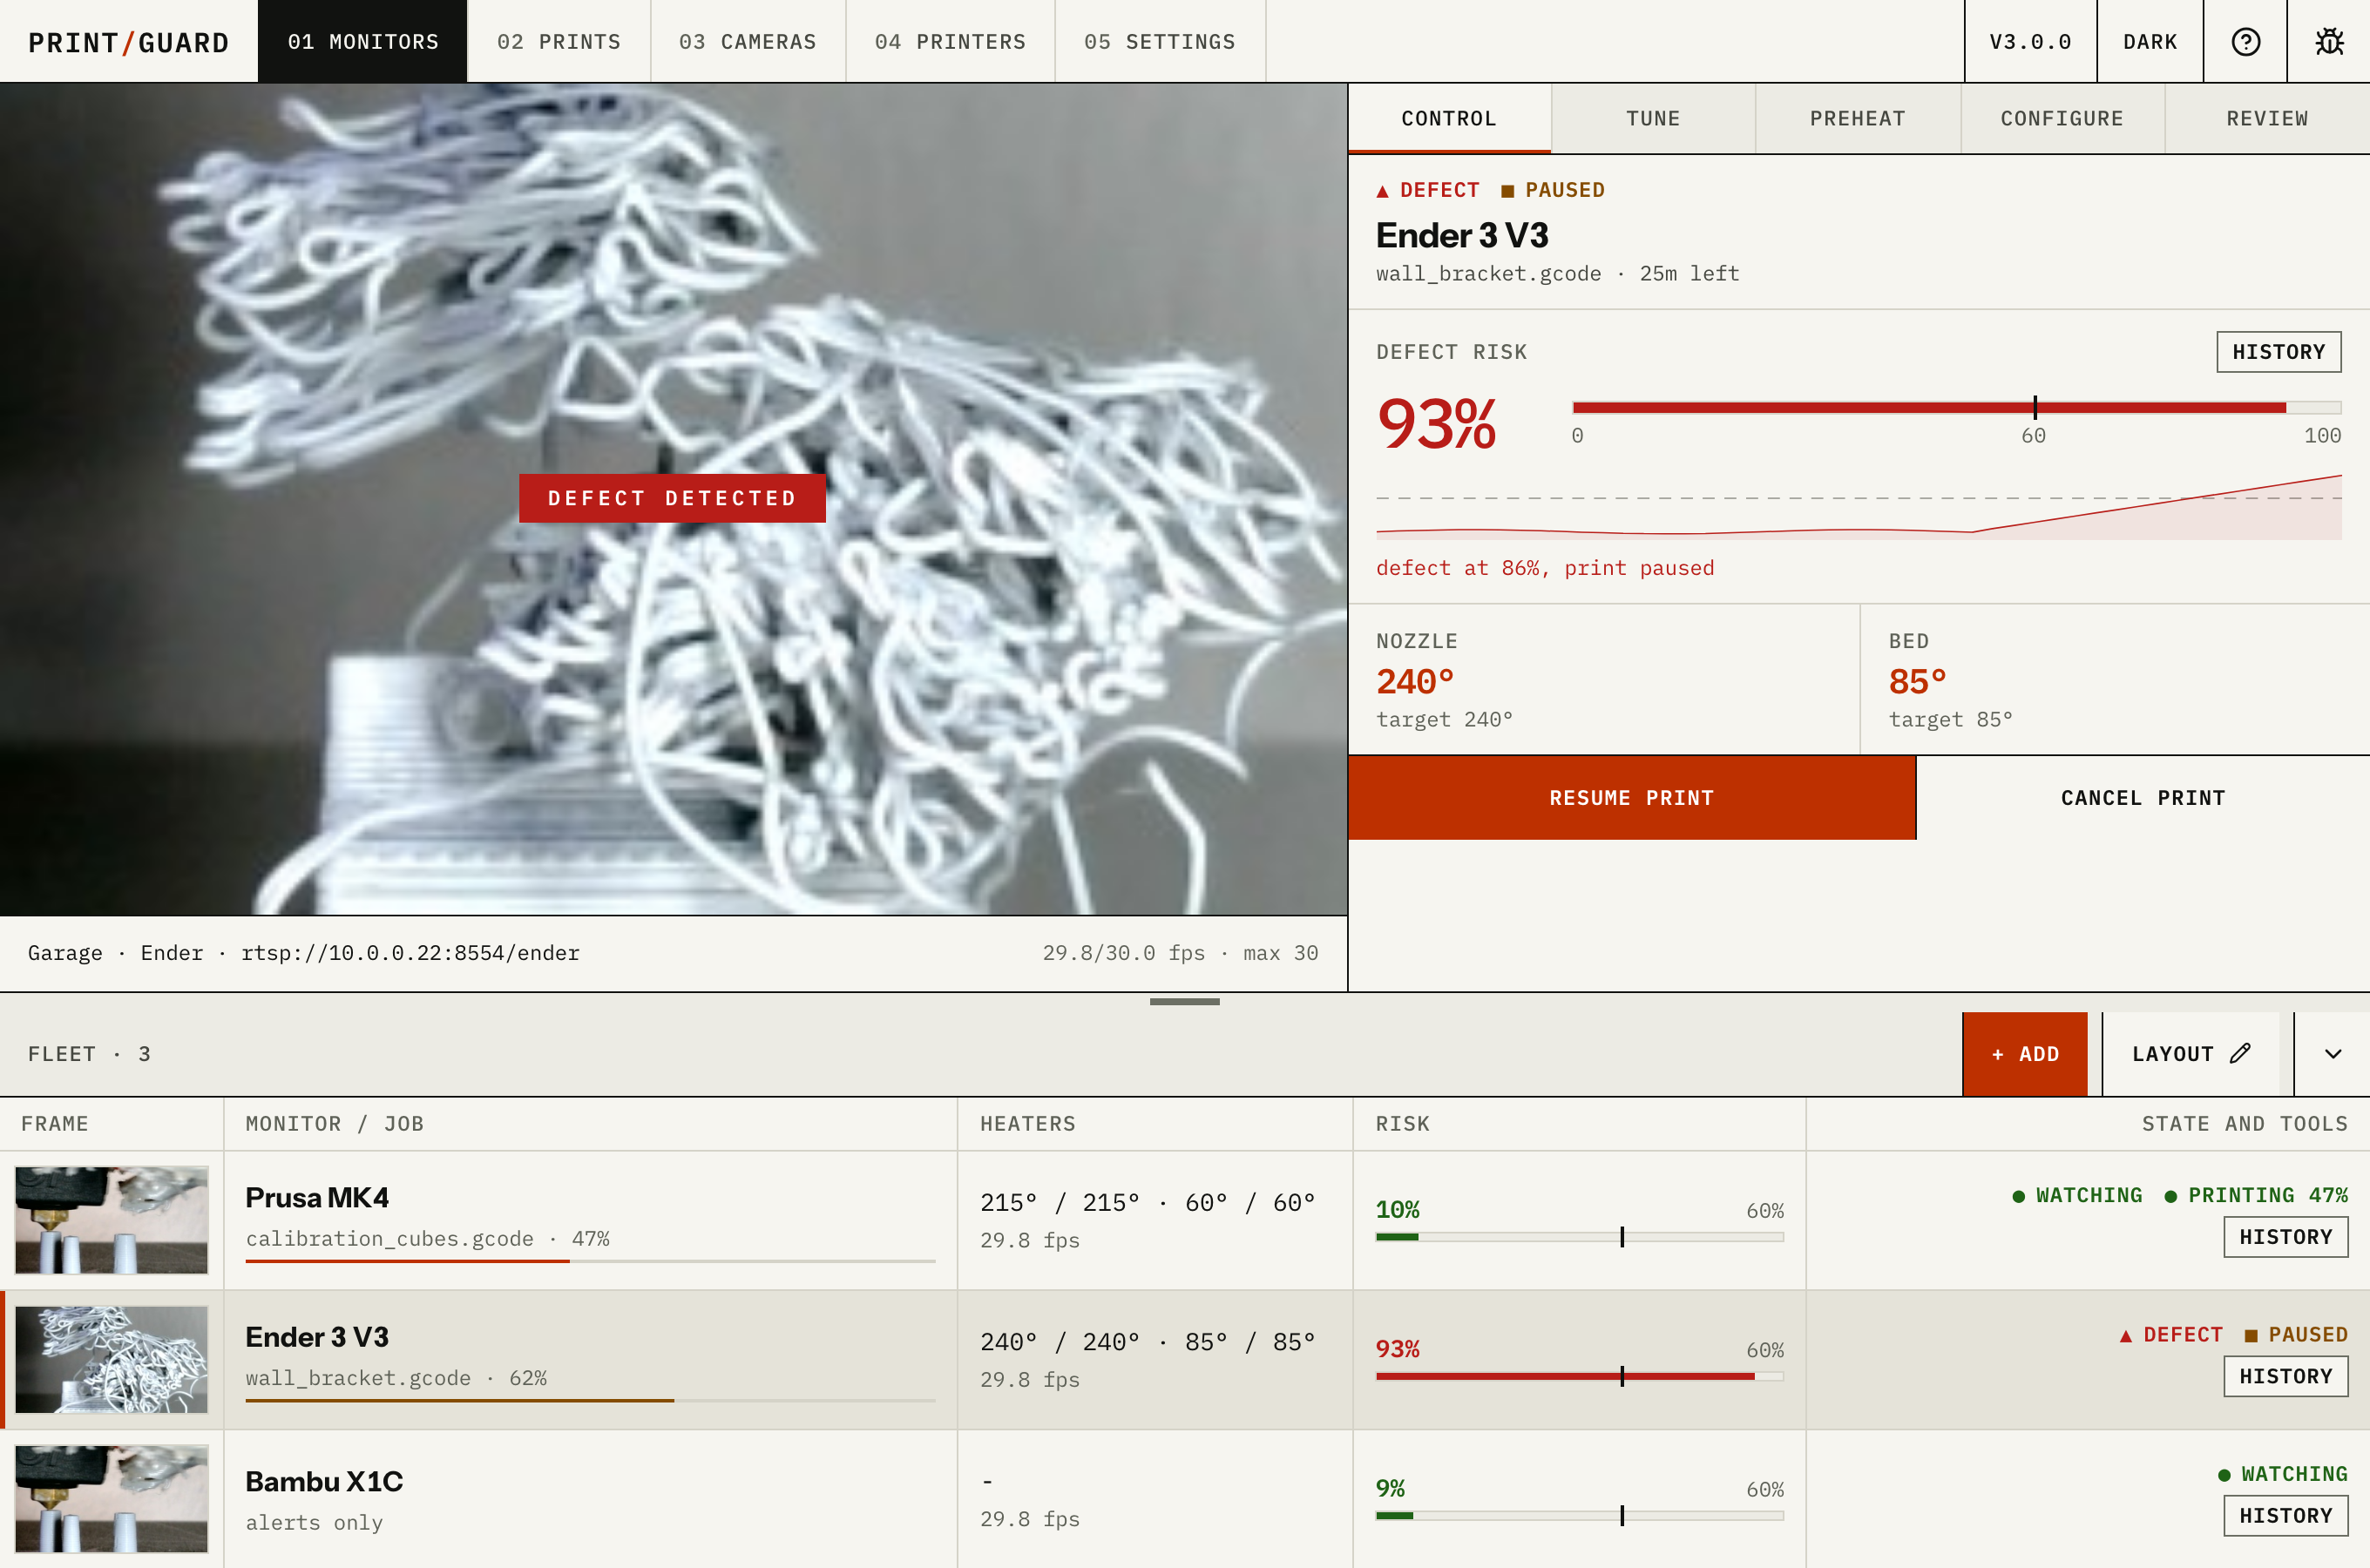 PRINT/GUARD
01 MONITORS
02 PRINTS
03 CAMERAS
04 PRINTERS
05 SETTINGS
V3.0.0
DARK
CONTROL
TUNE
PREHEAT
CONFIGURE
REVIEW
DEFECT DETECTED
▲ DEFECT ■ PAUSED
Ender 3 V3
wall_bracket.gcode · 25m left
DEFECT RISK
HISTORY
93%
0 60 100
defect at 86%, print paused
NOZZLE
240°
target 240°
BED
85°
target 85°
RESUME PRINT
CANCEL PRINT
Garage · Ender · rtsp://10.0.0.22:8554/ender
29.8/30.0 fps · max 30
FLEET · 3
+ ADD
LAYOUT
FRAME
MONITOR / JOB
HEATERS
RISK
STATE AND TOOLS
Prusa MK4
calibration_cubes.gcode · 47%
215° / 215° · 60° / 60°
29.8 fps
10% 60%
● WATCHING ● PRINTING 47%
HISTORY
Ender 3 V3
wall_bracket.gcode · 62%
240° / 240° · 85° / 85°
29.8 fps
93% 60%
▲ DEFECT ■ PAUSED
HISTORY
Bambu X1C
alerts only
-
29.8 fps
9% 60%
● WATCHING
HISTORY